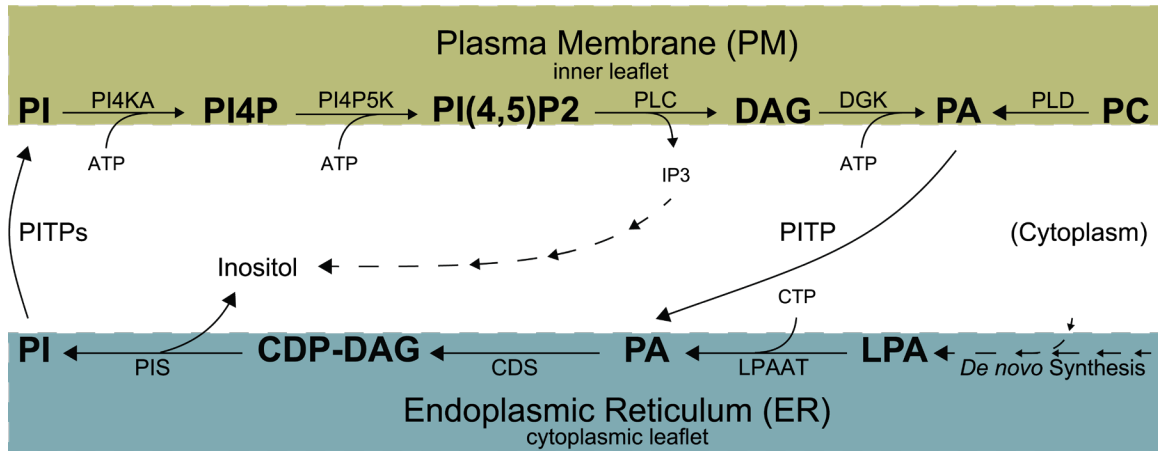 Plasma Membrane (PM)
inner leaflet
PI PI4KA PI4P PI4P5K PI(4,5)P2 PLC DAG DGK PA PLD PC
ATP ATP IP3 ATP
PITPs PITP (Cytoplasm)
Inositol
CTP
PI PIS CDP-DAG CDS PA LPAAT LPA De novo Synthesis
Endoplasmic Reticulum (ER)
cytoplasmic leaflet